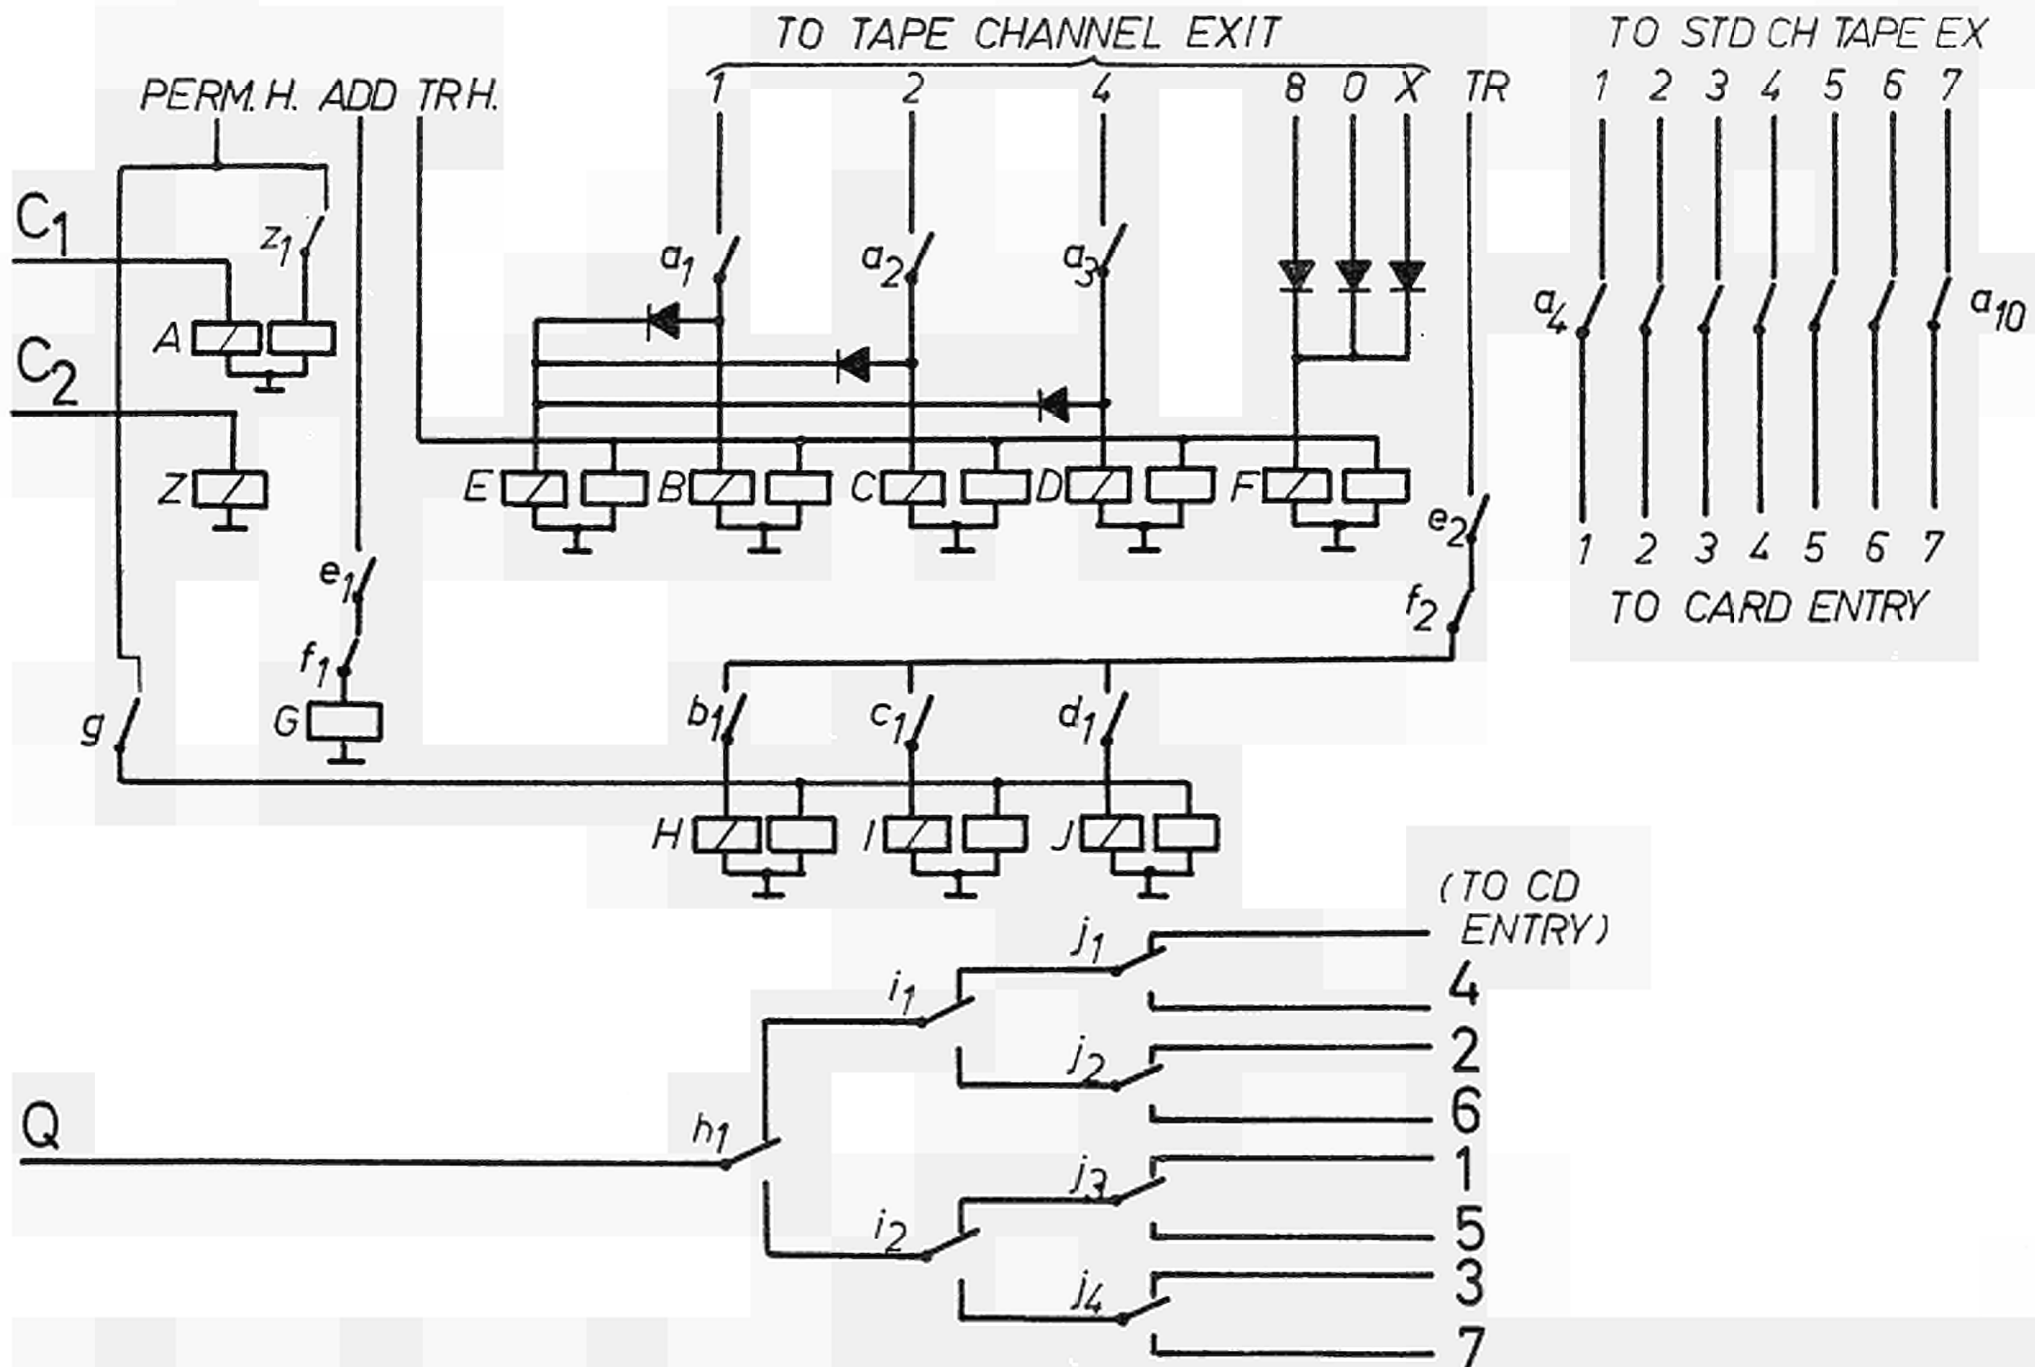 TO TAPE CHANNEL EXIT
TO STD CH TAPE EX
PERM. H. ADD TR H.
1 2 4 8 0 X TR
1 2 3 4 5 6 7
C1
z1
a1 a2 a3
a4 a10
A
C2
Z E B C D F
e2
1 2 3 4 5 6 7
TO CARD ENTRY
e1
f2
f1
g G b1 c1 d1
H I J
(TO CD
ENTRY)
j1
i1 4
j2 2
6
Q h1
j3 1
i2 5
j4 3
7